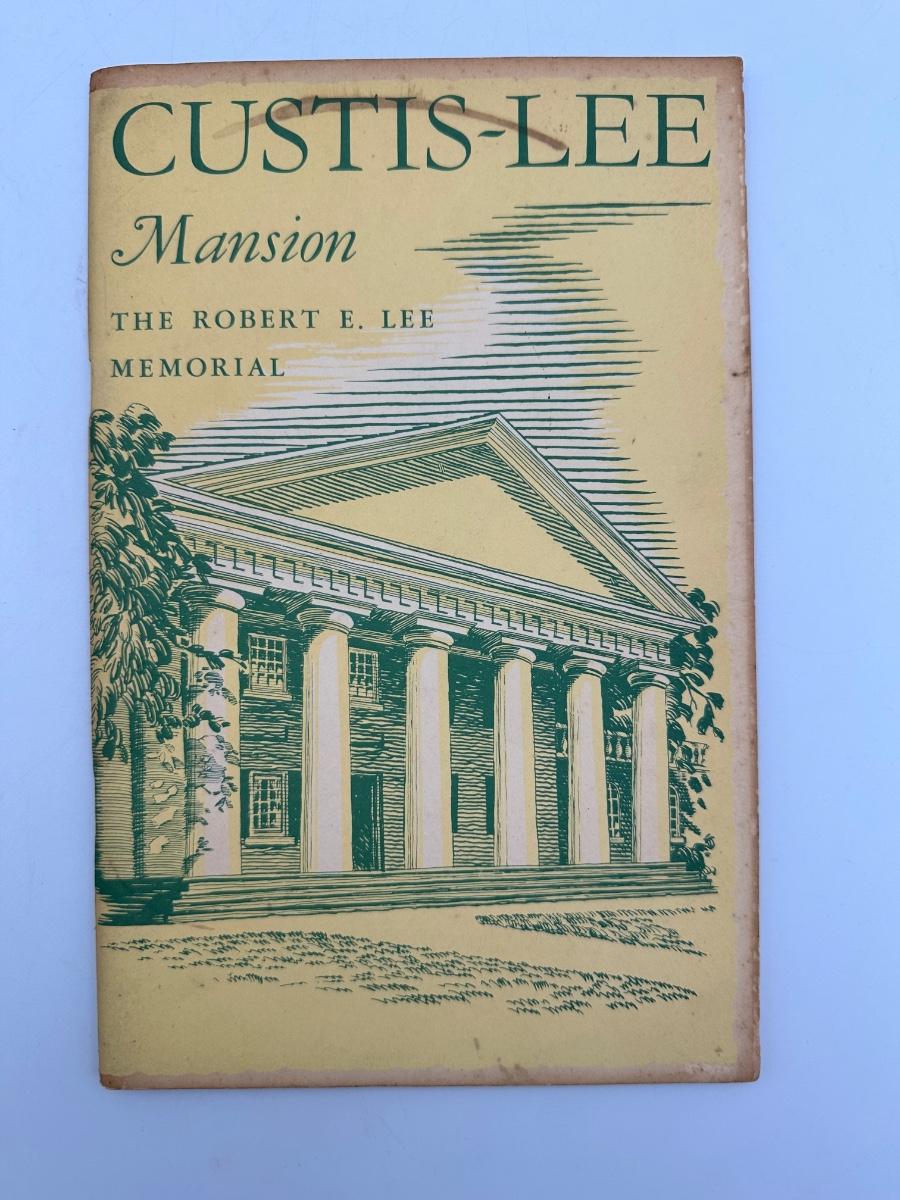 CUSTIS-LEE
Mansion
THE ROBERT E. LEE
MEMORIAL